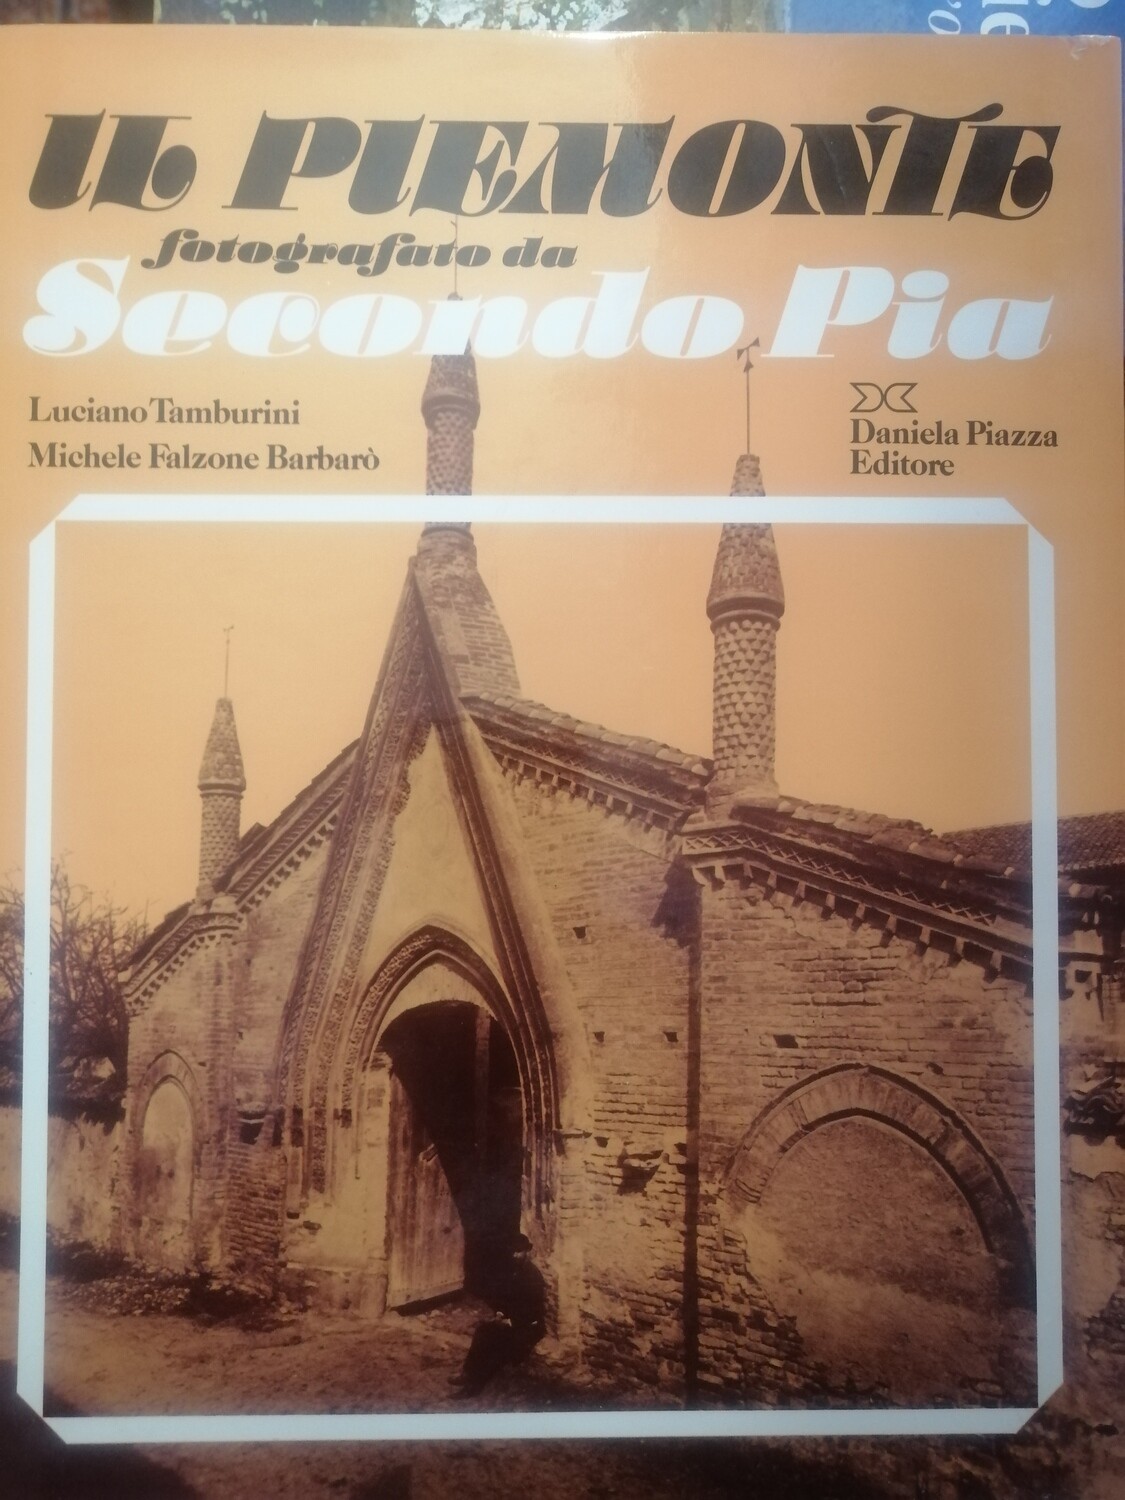 IL PIEMONTE
fotografato da
Secondo Pia
Luciano Tamburini
Michele Falzone Barbarò
Daniela Piazza
Editore